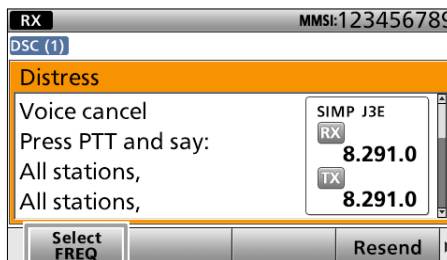 RX MMSI:123456789
DSC (1)
Distress
Voice cancel
Press PTT and say:
All stations,
All stations,
SIMP J3E
RX
8.291.0
TX
8.291.0
Select
FREQ
Resend